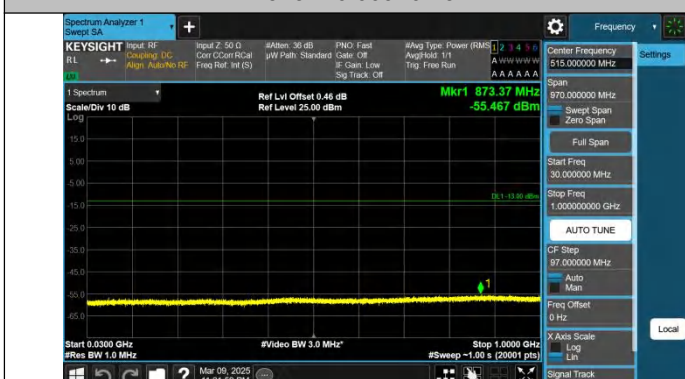 Spectrum Analyzer 1
Swept SA
Frequency
KEYSIGHT Input: RF Input Z: 50 Ω #Atten: 36 dB PNO: Fast #Avg Type: Power (RMS 1 2 3 4 5 6
RL Coupling: DC Corr CCorr RCal µW Path: Standard Gate: Off Avg|Hold: 1/1 A W W W W W
Align: Auto/No RF Freq Ref: Int (S) IF Gain: Low Trig: Free Run
Sig Track: Off A A A A A A
1 Spectrum
Scale/Div 10 dB
Ref Lvl Offset 0.46 dB
Ref Level 25.00 dBm
Mkr1 873.37 MHz
-55.467 dBm
Log
15.0
5.00
-5.00
-15.0
DL1 -13.00 dBm
-25.0
-35.0
-45.0
1
-55.0
-65.0
Start 0.0300 GHz #Video BW 3.0 MHz* Stop 1.0000 GHz
#Res BW 1.0 MHz #Sweep ~1.00 s (20001 pts)
Mar 09, 2025
Center Frequency
515.000000 MHz
Settings
Span
970.000000 MHz
Swept Span
Zero Span
Full Span
Start Freq
30.000000 MHz
Stop Freq
1.000000000 GHz
AUTO TUNE
CF Step
97.000000 MHz
Auto
Man
Freq Offset
0 Hz
Local
X Axis Scale
Log
Lin
Signal Track